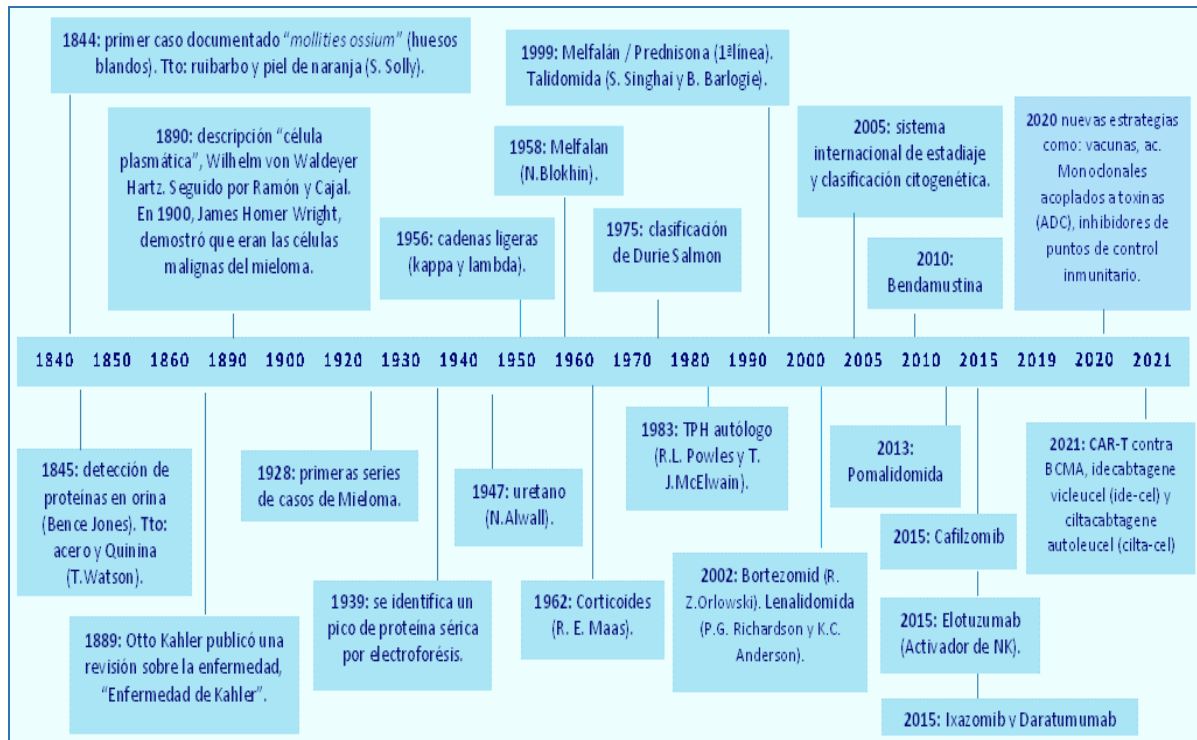 1844: primer caso documentado “mollities ossium” (huesos
blandos). Tto: ruibarbo y piel de naranja (S. Solly).
1999: Melfalán / Prednisona (1ªlínea).
Talidomida (S. Singhai y B. Barlogie).
1890: descripción “célula
plasmática”, Wilhelm von Waldeyer
Hartz. Seguido por Ramón y Cajal.
En 1900, James Homer Wright,
demostró que eran las células
malignas del mieloma.
1958: Melfalan
(N.Blokhin).
2005: sistema
internacional de estadiaje
y clasificación citogenética.
2020 nuevas estrategias
como: vacunas, ac.
Monoclonales
acoplados a toxinas
(ADC), inhibidores de
puntos de control
inmunitario.
1956: cadenas ligeras
(kappa y lambda).
1975: clasificación
de Durie Salmon
2010:
Bendamustina
1840 1850 1860 1890 1900 1920 1930 1940 1950 1960 1970 1980 1990 2000 2005 2010 2015 2019 2020 2021
1845: detección de
proteínas en orina
(Bence Jones). Tto:
acero y Quinina
(T.Watson).
1928: primeras series
de casos de Mieloma.
1947: uretano
(N.Alwall).
1983: TPH autólogo
(R.L. Powles y T.
J.McElwain).
2013:
Pomalidomida
2021: CAR-T contra
BCMA, idecabtagene
vicleucel (ide-cel) y
ciltacabtagene
autoleucel (cilta-cel)
2015: Cafilzomib
1889: Otto Kahler publicó una
revisión sobre la enfermedad,
“Enfermedad de Kahler”.
1939: se identifica un
pico de proteína sérica
por electroforésis.
1962: Corticoides
(R. E. Maas).
2002: Bortezomid (R.
Z.Orlowski). Lenalidomida
(P.G. Richardson y K.C.
Anderson).
2015: Elotuzumab
(Activador de NK).
2015: Ixazomib y Daratumumab